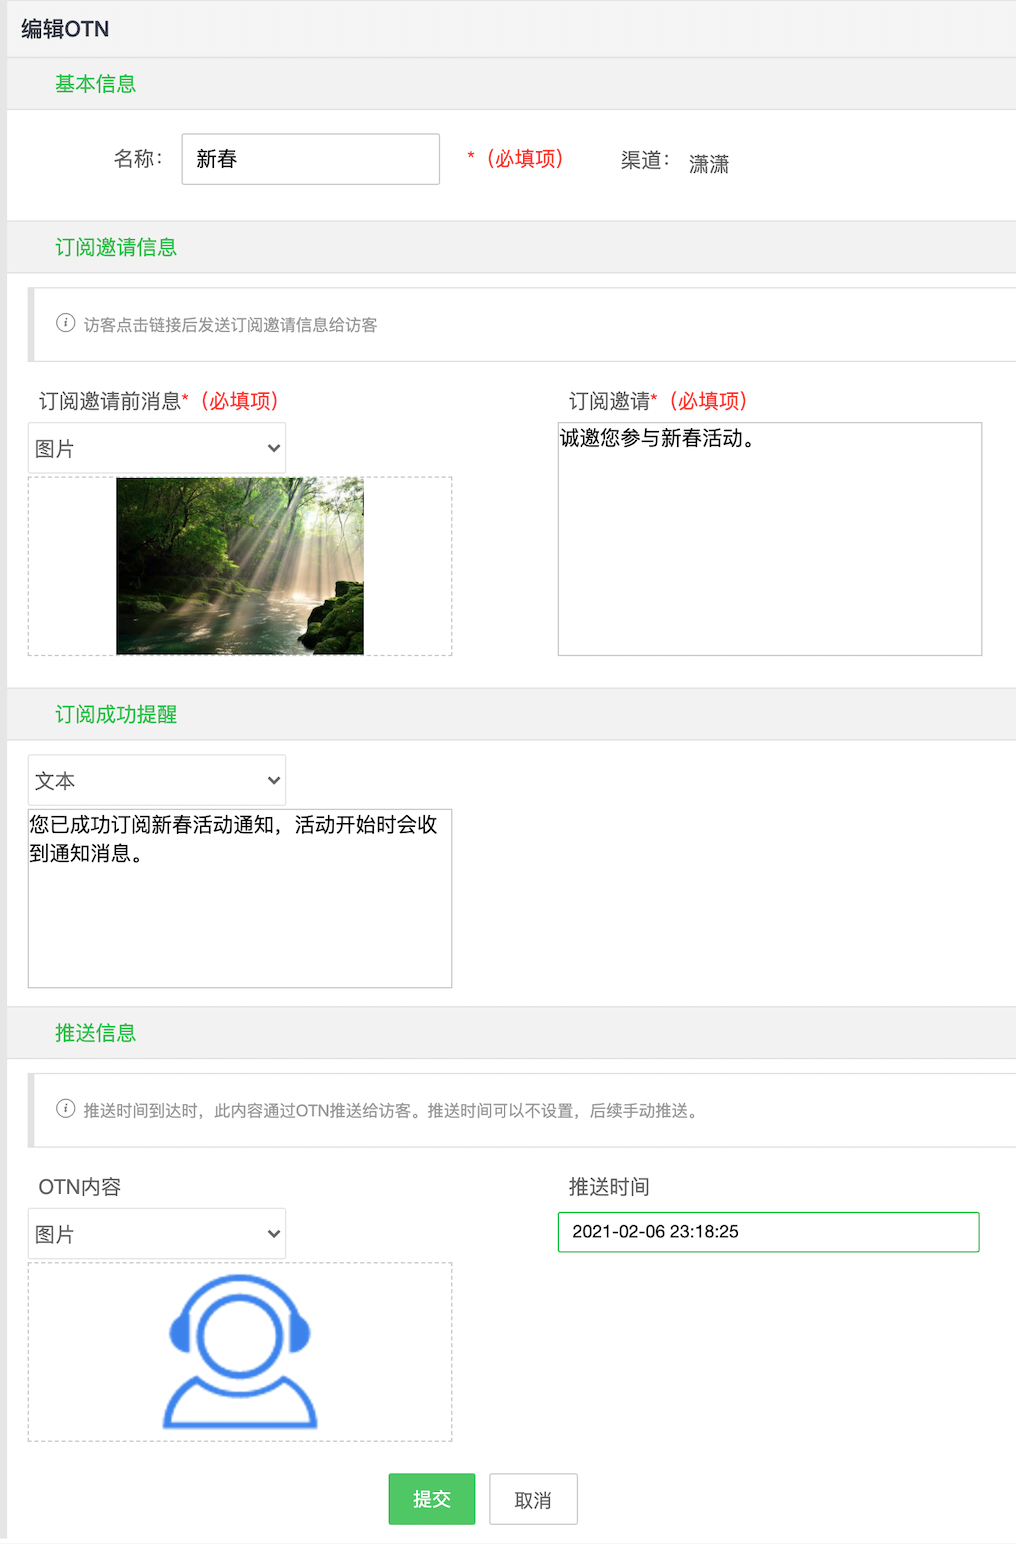 编辑OTN
基本信息
名称：
新春
*（必填项）
渠道：
潇潇
订阅邀请信息
访客点击链接后发送订阅邀请信息给访客
订阅邀请前消息*（必填项）
图片
订阅邀请*（必填项）
诚邀您参与新春活动。
订阅成功提醒
文本
您已成功订阅新春活动通知，活动开始时会收
到通知消息。
推送信息
推送时间到达时，此内容通过OTN推送给访客。推送时间可以不设置，后续手动推送。
OTN内容
图片
推送时间
2021-02-06 23:18:25
提交
取消